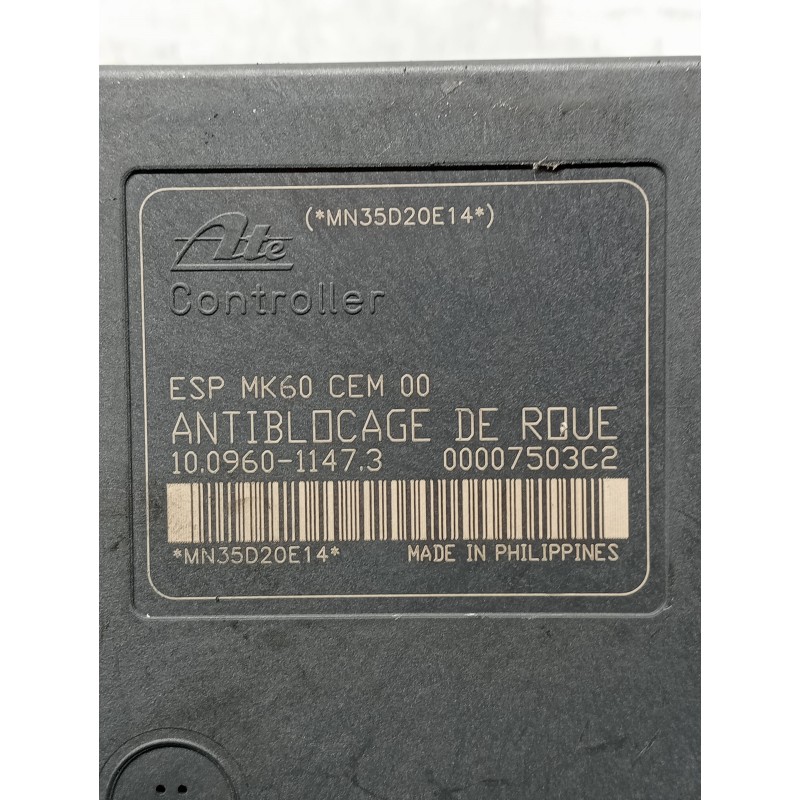 (*MN35D20E14*)
Ate
Controller
ESP MK60 CEM 00
ANTIBLOCAGE DE ROUE
10.0960-1147.3 00007503C2
*MN35D20E14* MADE IN PHILIPPINES